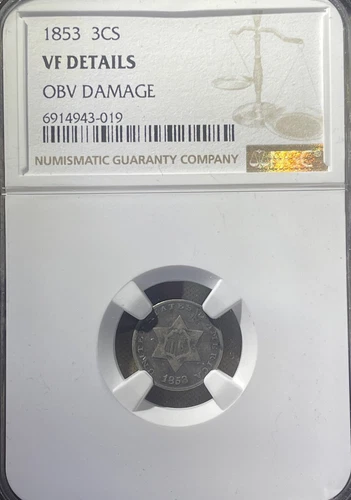 1853 3CS
VF DETAILS
OBV DAMAGE
6914943-019
NUMISMATIC GUARANTY COMPANY
1853